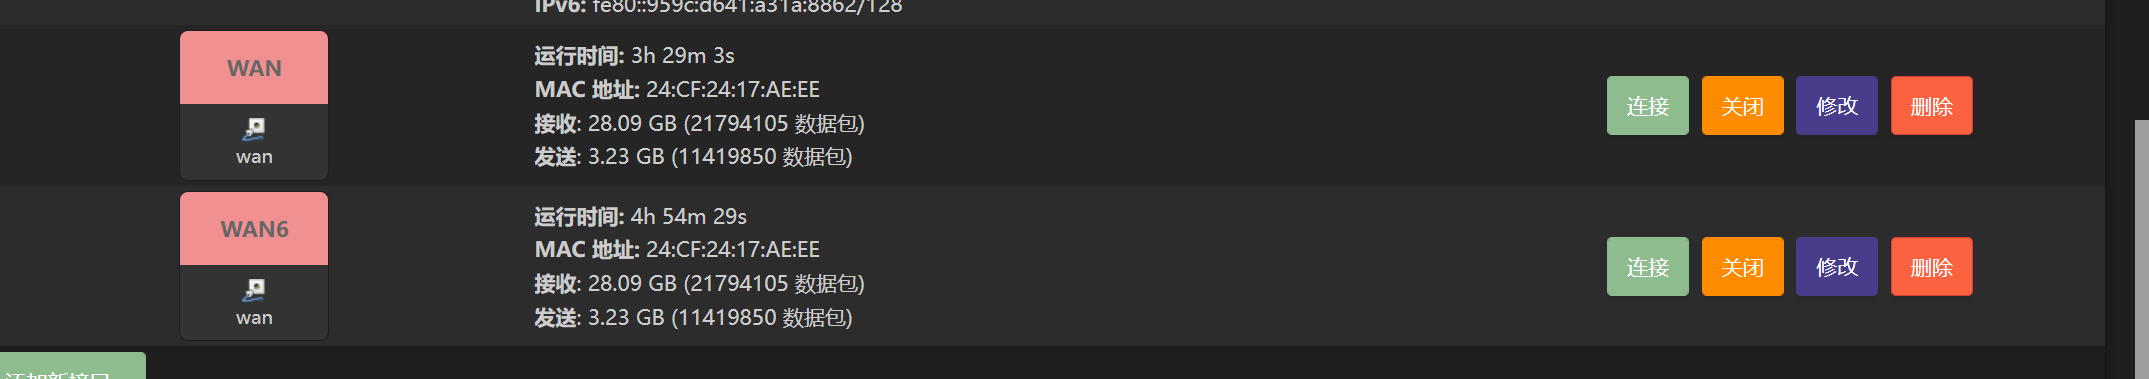 IPv6: fe80::959c:d641:a31a:8862/128
WAN
wan
运行时间: 3h 29m 3s
MAC 地址: 24:CF:24:17:AE:EE
接收: 28.09 GB (21794105 数据包)
发送: 3.23 GB (11419850 数据包)
连接 关闭 修改 删除
WAN6
wan
运行时间: 4h 54m 29s
MAC 地址: 24:CF:24:17:AE:EE
接收: 28.09 GB (21794105 数据包)
发送: 3.23 GB (11419850 数据包)
连接 关闭 修改 删除
添加新接口